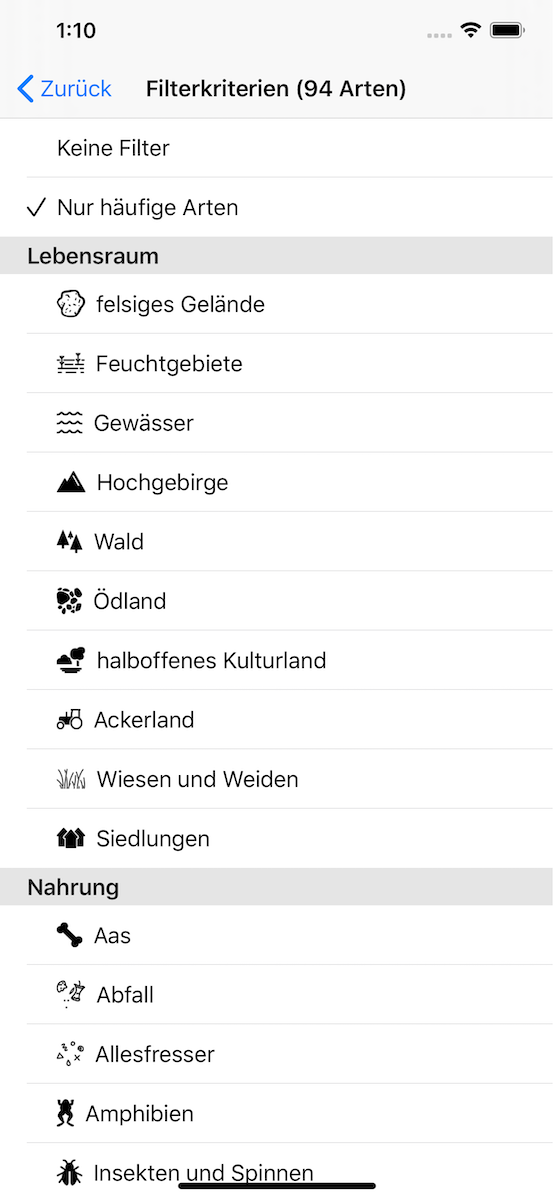 1:10
Zurück Filterkriterien (94 Arten)
Keine Filter
Nur häufige Arten
Lebensraum
felsiges Gelände
Feuchtgebiete
Gewässer
Hochgebirge
Wald
Ödland
halboffenes Kulturland
Ackerland
Wiesen und Weiden
Siedlungen
Nahrung
Aas
Abfall
Allesfresser
Amphibien
Insekten und Spinnen